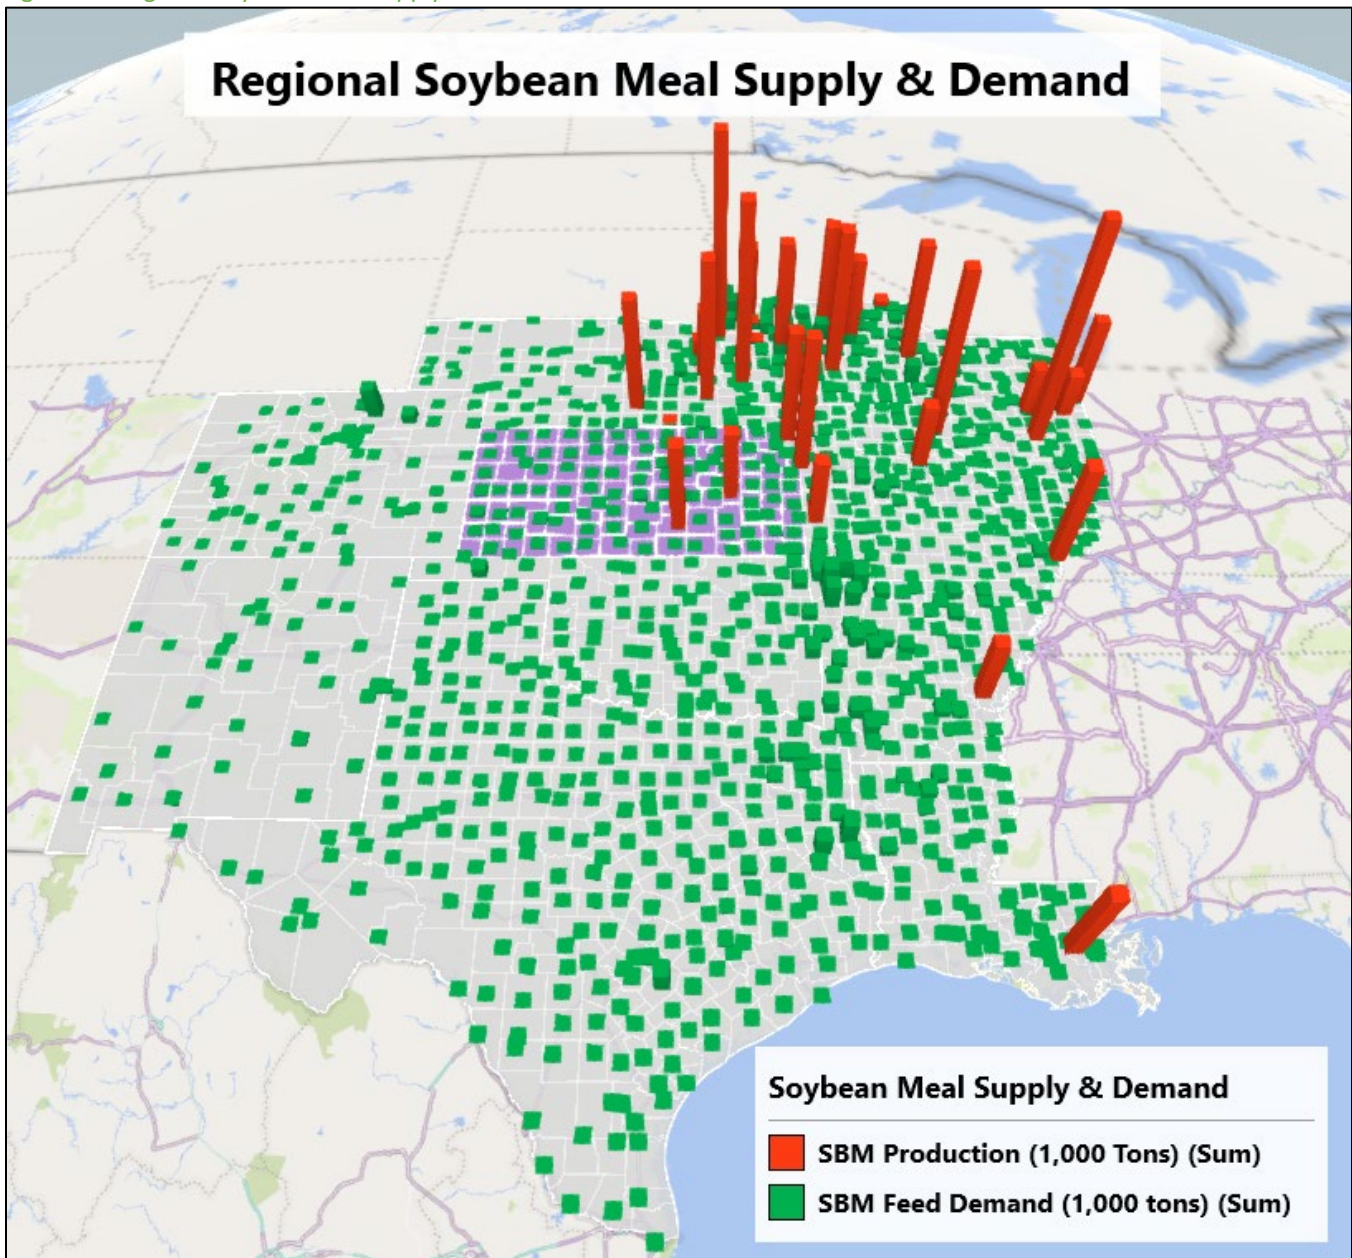 Regional Soybean Meal Supply & Demand
Soybean Meal Supply & Demand
SBM Production (1,000 Tons) (Sum)
SBM Feed Demand (1,000 tons) (Sum)